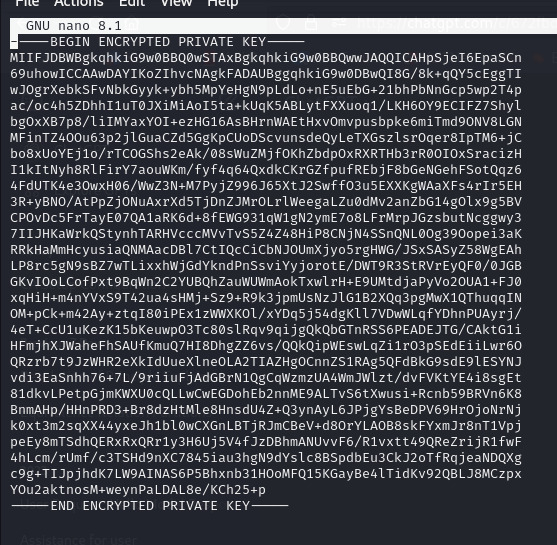 File Actions Edit View Help
GNU nano 8.1
-----BEGIN ENCRYPTED PRIVATE KEY-----
MIIFJDBWBgkqhkiG9w0BBQ0wSTAxBgkqhkiG9w0BBQwwJAQQICAHpSjeI6EpaSCn
69uhowICCAAwDAYIKoZIhvcNAgkFADAUBggqhkiG9w0DBwQI8G/8k+qQY5cEggTI
wJOgrXebkSFvNbkGyyk+ybh5MpYeHgN9pLdLo+nE5uEbG+21bhPbNnGcp5wp2T4p
ac/oc4h5ZDhhI1uT0JXiMiAoI5ta+kUqK5ABLytFXXuoq1/LKH6OY9ECIFZ7Shyl
bgOxXB7p8/liIMYaxYOI+ezHG16AsBHrnWAEtHxvOmvpusbpke6miTmd9ONV8LGN
MFinTZ4OOu63p2jlGuaCZd5GgKpCUoDScvunsdeQyLeTXGszlsrOqer8IpTM6+jC
bo8xUoYEj1o/rTCOGShs2eAk/08sWuZMjfOKhZbdpOxRXRTHb3rR0OIOxSracizH
I1kItNyh8RlFirY7aouWKm/fyf4q64QxdkCKrGZfpufREbjF8bGeNGehFSotQqz6
4FdUTK4e3OwxH06/WwZ3N+M7PyjZ996J65XtJ2SwffO3u5EXXKgWAaXFs4rIr5EH
3R+yBNO/AtPpZjONuAxrXd5TjDnZJMrOLrlWeegaLZu0dMv2anZbG14gOlx9g5BV
CPOvDc5FrTayE07QA1aRK6d+8fEWG931qW1gN2ymE7o8LFrMrpJGzsbutNcggwy3
7IIJHKaWrkQStynhTARHVcccMVvTvS5Z4Z48HiP8CNjN4SSnQNL0Og39Oopei3aK
RRkHaMmHcyusiaQNMAacDBl7CtIQcCiCbNJOUmXjyo5rgHWG/JSxSASyZ58WgEAh
LP8rc5gN9sBZ7wTLixxhWjGdYkndPnSsviYyjorotE/DWT9R3StRVrEyQF0/0JGB
GKvIOoLCofPxt9BqWn2C2YUBQhZauWUWmAokTxwlrH+E9UMtdjaPyVo2OUA1+FJ0
xqHiH+m4nYVxS9T42ua4sHMj+Sz9+R9k3jpmUsNzJlG1B2XQq3pgMwX1QThuqqIN
OM+pCk+m42Ay+ztqI80iPEx1zWWXKOl/xYDq5j54dgKll7VDwWLqfYDhnPUAyrj/
4eT+CcU1uKezK15bKeuwpO3Tc80slRqv9qijgQkQbGTnRSS6PEADEJTG/CAktG1i
HFmjhXJWaheFhSAUfKmuQ7HI8DhgZZ6vs/QQkQipWEswLqZi1rO3pSEdEiiLwr6O
QRzrb7t9JzWHR2eXkIdUueXlneOLA2TIAZHgOCnnZS1RAg5QFdBkG9sdE9lESYNJ
vdi3EaSnhh76+7L/9riiuFjAdGBrN1QgCqWzmzUA4WmJWlzt/dvFVKtYE4i8sgEt
81dkvLPetpGjmKWXU0cQLLwCwEGDohEb2nnME9ALTvS6tXwusi+Rcnb59BRVn6K8
BnmAHp/HHnPRD3+Br8dzHtMle8HnsdU4Z+Q3ynAyL6JPjgYsBeDPV69HrOjoNrNj
k0xt3m2sqXX44yxeJh1bl0wCXGnLBTjRJmCBeV+d8OrYLAOB8skFYxmJr8nT1Vpj
peEy8mTSdhQERxRxQRr1y3H6Uj5V4fJzDBhmANUvvF6/R1vxtt49QReZrijR1fwF
4hLcm/rUmf/c3TSHd9nXC7845iau3hgN9dYslc8BSpdbEu3CkJ2oTfRqjeaNDQXg
c9g+TIJpjhdK7LW9AINAS6P5Bhxnb31HOoMFQ15KGayBe4lTidKv92QBLJ8MCzpx
YOu2aktnosM+weynPaLDAL8e/KCh25+p
-----END ENCRYPTED PRIVATE KEY-----